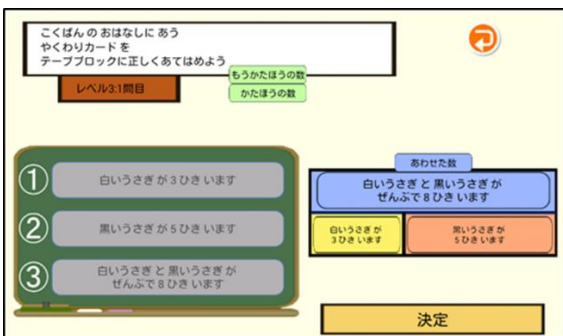 こくばん の おはなしに あう
やくわりカード を
テープブロックに正しくあてはめよう
レベル3:1問目
もうかたほうの数
かたほうの数
① 白いうさぎ が 3 ひき います
② 黒いうさぎ が 5 ひき います
③ 白いうさぎ と 黒いうさぎ が
ぜんぶで 8 ひき います
あわせた数
白いうさぎ と 黒いうさぎ が
ぜんぶで 8 ひき います
白いうさぎ が
3 ひき います
黒いうさぎ が
5 ひき います
決定